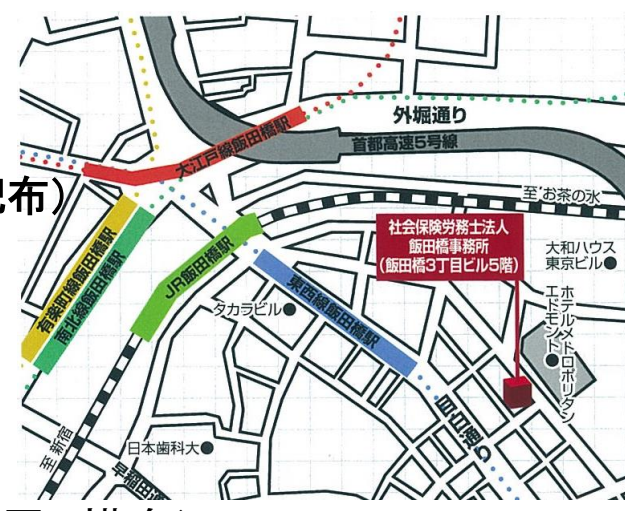 外堀通り
首都高速5号線
大江戸線飯田橋駅
布）
至 お茶の水
社会保険労務士法人
飯田橋事務所
（飯田橋3丁目ビル5階）
大和ハウス
東京ビル
有楽町線飯田橋駅
南北線飯田橋駅
JR飯田橋駅
東西線飯田橋駅
タカラビル
ホテルメトロポリタン
エドモント
目白通り
至 新宿
日本歯科大
早稲田通